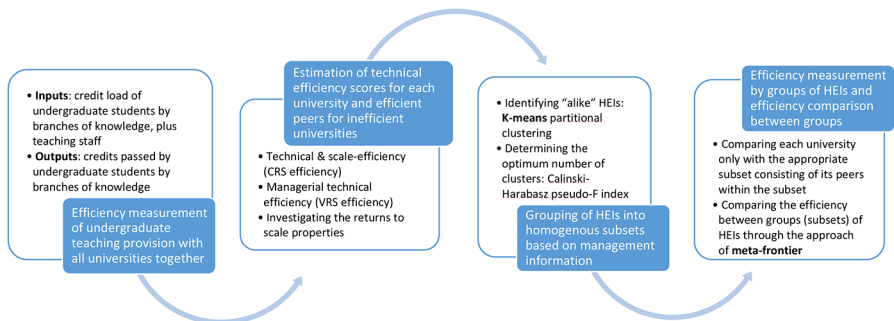 • Inputs: credit load of
undergraduate students by
branches of knowledge, plus
teaching staff
• Outputs: credits passed by
undergraduate students by
branches of knowledge
Efficiency measurement
of undergraduate
teaching provision with
all universities together
Estimation of technical
efficiency scores for each
university and efficient
peers for inefficient
universities
• Technical & scale-efficiency
(CRS efficiency)
• Managerial technical
efficiency (VRS efficiency)
• Investigating the returns to
scale properties
• Identifying “alike” HEIs:
K-means partitional
clustering
• Determining the
optimum number of
clusters: Calinski-
Harabasz pseudo-F index
Grouping of HEIs into
homogenous subsets
based on management
information
Efficiency measurement
by groups of HEIs and
efficiency comparison
between groups
• Comparing each university
only with the appropriate
subset consisting of its peers
within the subset
• Comparing the efficiency
between groups (subsets) of
HEIs through the approach
of meta-frontier